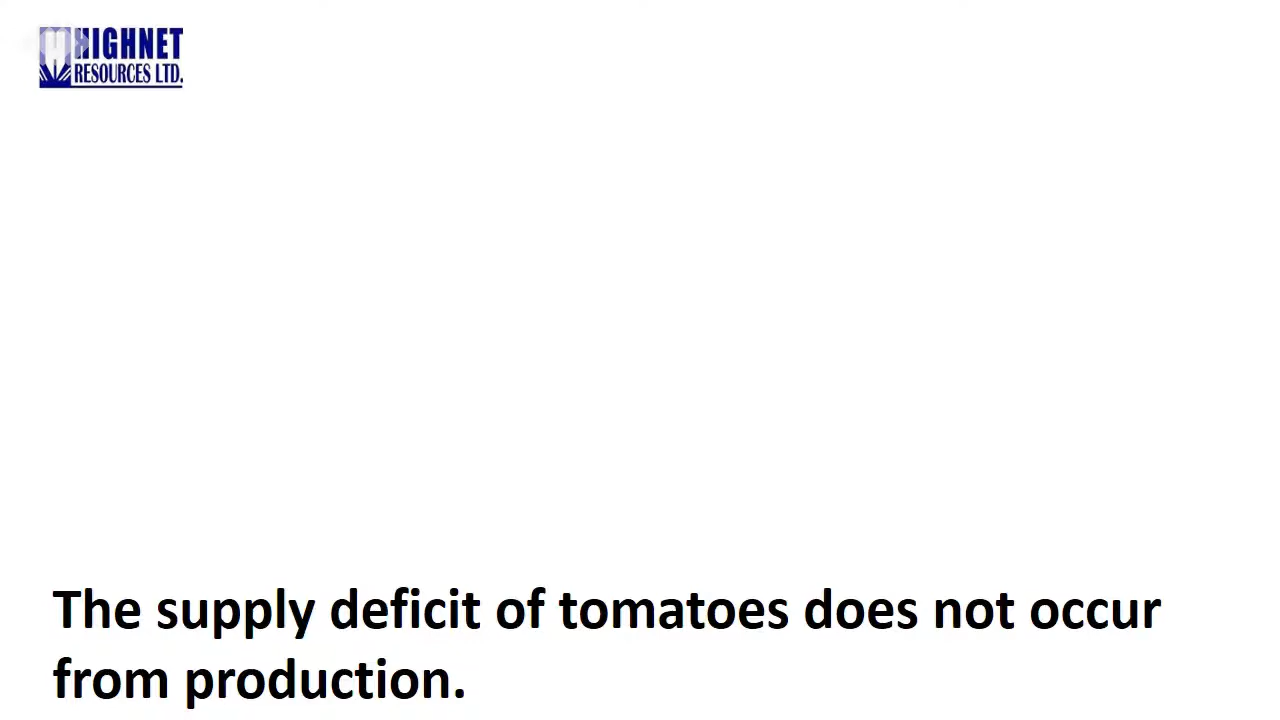 HIGHNET
RESOURCES LTD.
The supply deficit of tomatoes does not occur
from production.